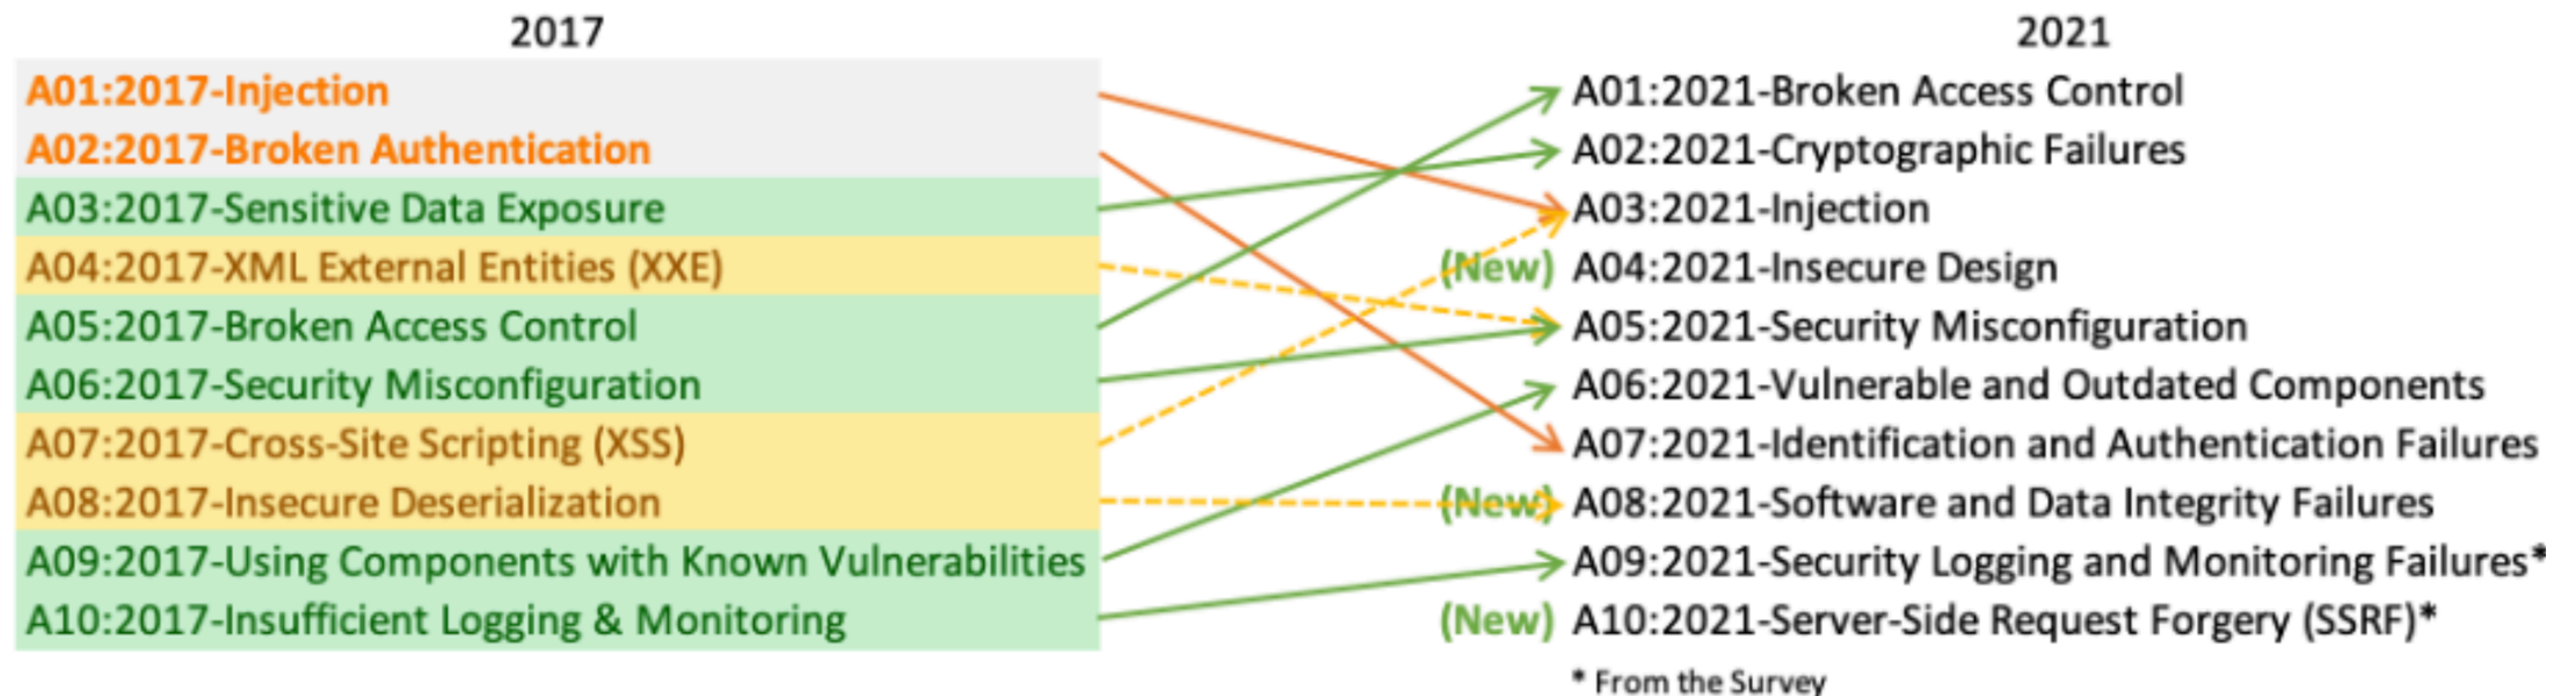 2017
A01:2017-Injection
A02:2017-Broken Authentication
A03:2017-Sensitive Data Exposure
A04:2017-XML External Entities (XXE)
A05:2017-Broken Access Control
A06:2017-Security Misconfiguration
A07:2017-Cross-Site Scripting (XSS)
A08:2017-Insecure Deserialization
A09:2017-Using Components with Known Vulnerabilities
A10:2017-Insufficient Logging & Monitoring
2021
A01:2021-Broken Access Control
A02:2021-Cryptographic Failures
A03:2021-Injection
(New) A04:2021-Insecure Design
A05:2021-Security Misconfiguration
A06:2021-Vulnerable and Outdated Components
A07:2021-Identification and Authentication Failures
(New) A08:2021-Software and Data Integrity Failures
A09:2021-Security Logging and Monitoring Failures*
(New) A10:2021-Server-Side Request Forgery (SSRF)*
* From the Survey